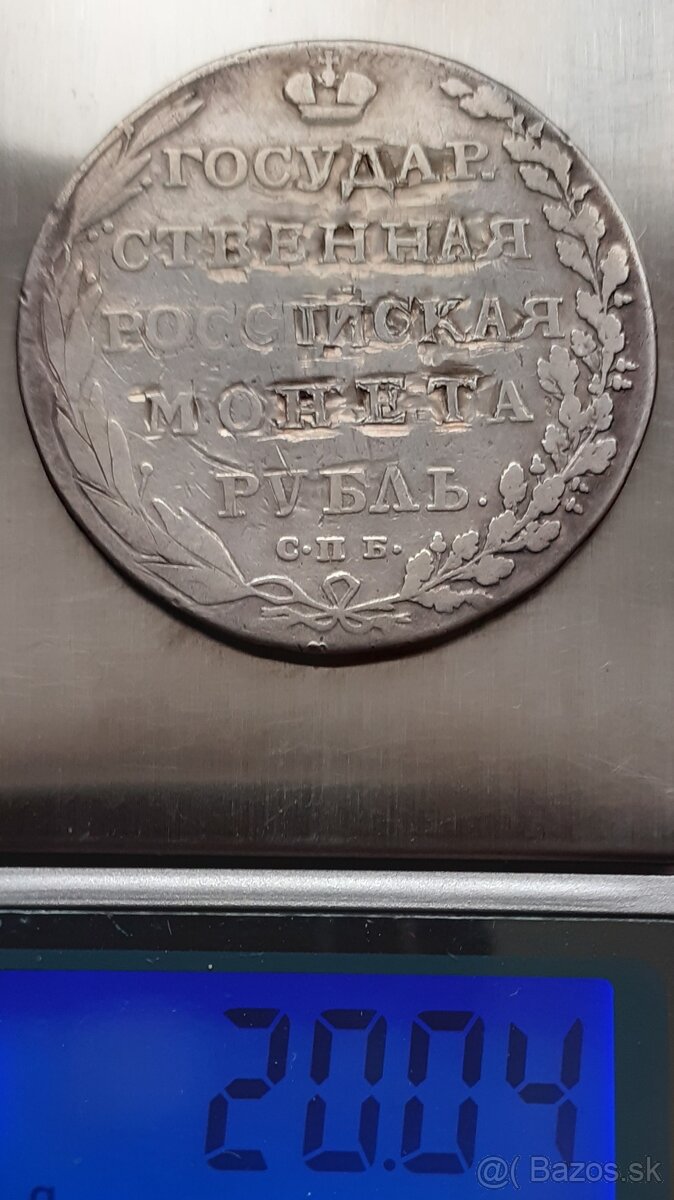 .ГОСУДАР.
СТВЕННАЯ
РОССІЙСКАЯ
МОНЕТА
РУБЛЬ.
С·П·Б·
20.04
g
@( Bazos.sk